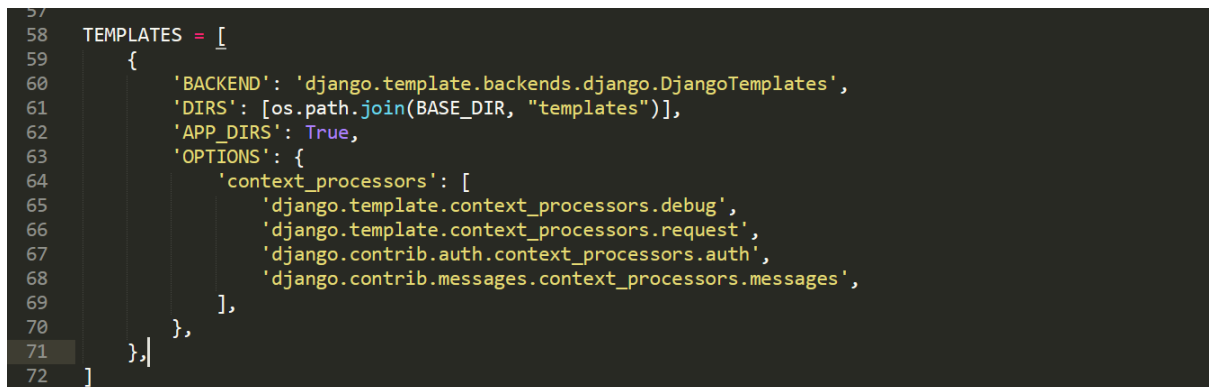 57
58 TEMPLATES = [
59 {
60 'BACKEND': 'django.template.backends.django.DjangoTemplates',
61 'DIRS': [os.path.join(BASE_DIR, "templates")],
62 'APP_DIRS': True,
63 'OPTIONS': {
64 'context_processors': [
65 'django.template.context_processors.debug',
66 'django.template.context_processors.request',
67 'django.contrib.auth.context_processors.auth',
68 'django.contrib.messages.context_processors.messages',
69 ],
70 },
71 },
72 ]